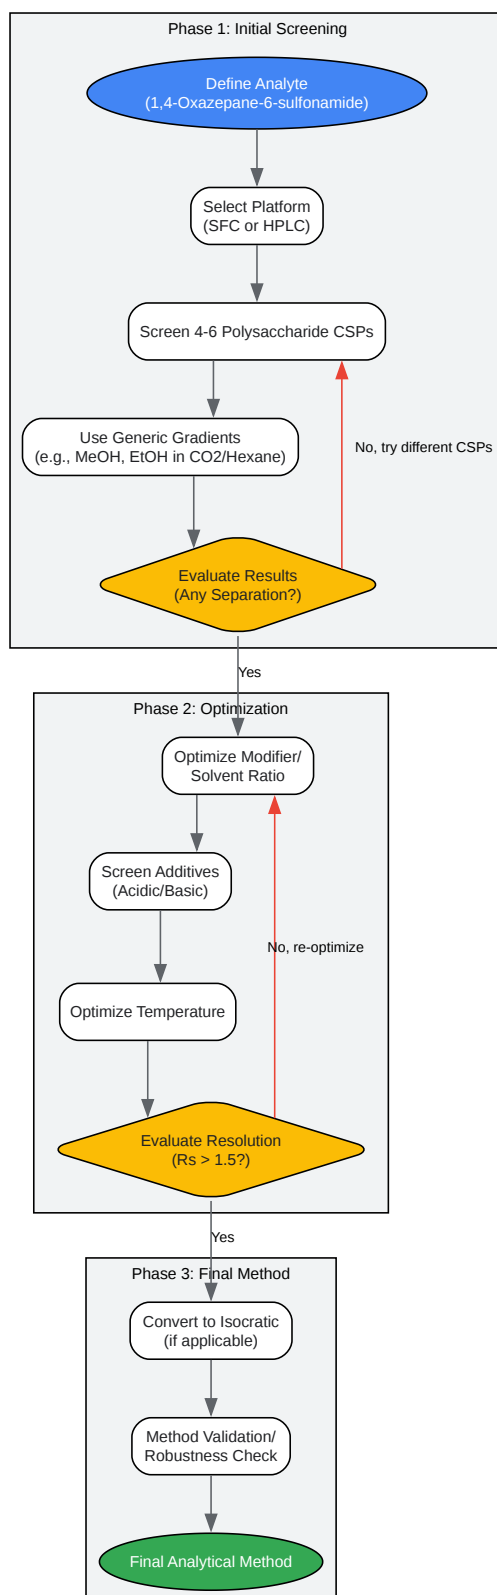 Phase 1: Initial Screening
Define Analyte
(1,4-Oxazepane-6-sulfonamide)
Select Platform
(SFC or HPLC)
Screen 4-6 Polysaccharide CSPs
Use Generic Gradients
(e.g., MeOH, EtOH in CO2/Hexane)
No, try different CSPs
Evaluate Results
(Any Separation?)
Yes
Phase 2: Optimization
Optimize Modifier/
Solvent Ratio
Screen Additives
(Acidic/Basic)
No, re-optimize
Optimize Temperature
Evaluate Resolution
(Rs > 1.5?)
Yes
Phase 3: Final Method
Convert to Isocratic
(if applicable)
Method Validation/
Robustness Check
Final Analytical Method